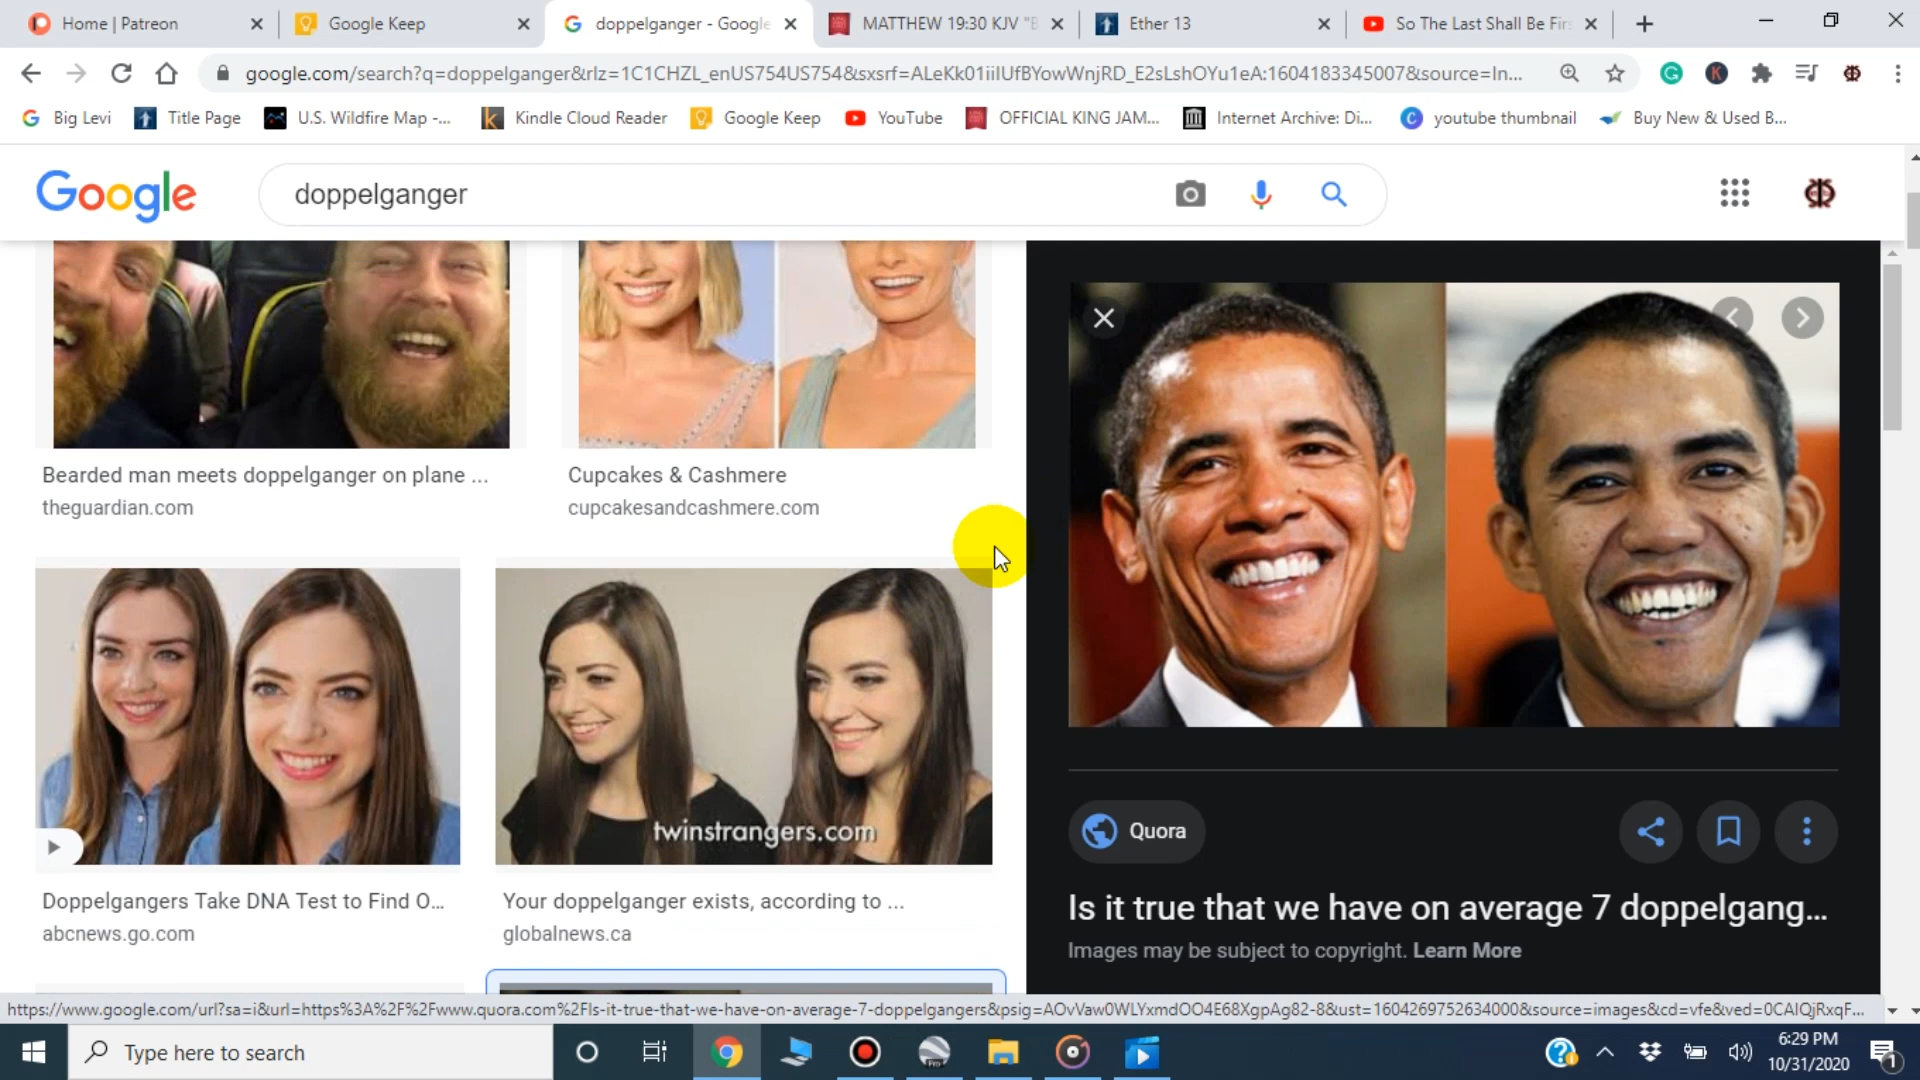 Home | Patreon
Google Keep
doppelganger - Google
MATTHEW 19:30 KJV "B
Ether 13
So The Last Shall Be Firs
google.com/search?q=doppelganger&rlz=1C1CHZL_enUS754US754&sxsrf=ALeKk01iiIUfBYowWnjRD_E2sLshOYu1eA:1604183345007&source=ln...
Big Levi
Title Page
U.S. Wildfire Map -...
Kindle Cloud Reader
Google Keep
YouTube
OFFICIAL KING JAM...
Internet Archive: Di...
youtube thumbnail
Buy New & Used B...
Google
doppelganger
Bearded man meets doppelganger on plane ...
theguardian.com
Cupcakes & Cashmere
cupcakesandcashmere.com
twinstrangers.com
Doppelgangers Take DNA Test to Find O...
abcnews.go.com
Your doppelganger exists, according to ...
globalnews.ca
Quora
Is it true that we have on average 7 doppelgang...
Images may be subject to copyright. Learn More
https://www.google.com/url?sa=i&url=https%3A%2F%2Fwww.quora.com%2FIs-it-true-that-we-have-on-average-7-doppelgangers&psig=AOvVaw0WLYxmdOO4E68XgpAg82-8&ust=1604269752634000&source=images&cd=vfe&ved=0CAIQjRxqF...
Type here to search
6:29 PM
10/31/2020
1